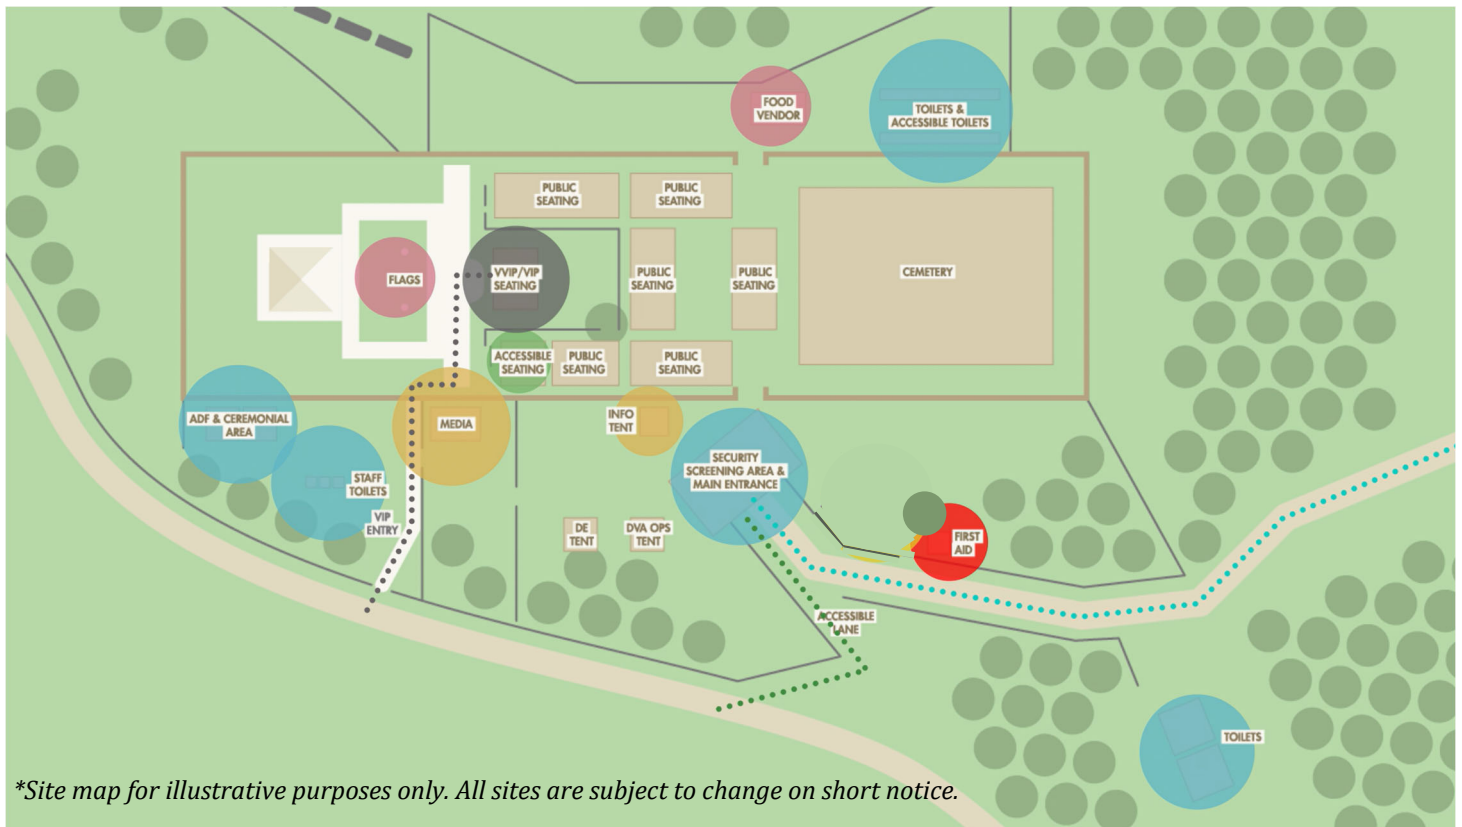 FOOD
VENDOR
TOILETS &
ACCESSIBLE TOILETS
PUBLIC
SEATING
PUBLIC
SEATING
FLAGS
VVIP/VIP
SEATING
PUBLIC
SEATING
PUBLIC
SEATING
CEMETERY
ACCESSIBLE
SEATING
PUBLIC
SEATING
PUBLIC
SEATING
ADF & CEREMONIAL
AREA
MEDIA
INFO
TENT
SECURITY
SCREENING AREA &
MAIN ENTRANCE
STAFF
TOILETS
VIP
ENTRY
DE
TENT
DVA OPS
TENT
FIRST
AID
ACCESSIBLE
LANE
TOILETS
*Site map for illustrative purposes only. All sites are subject to change on short notice.